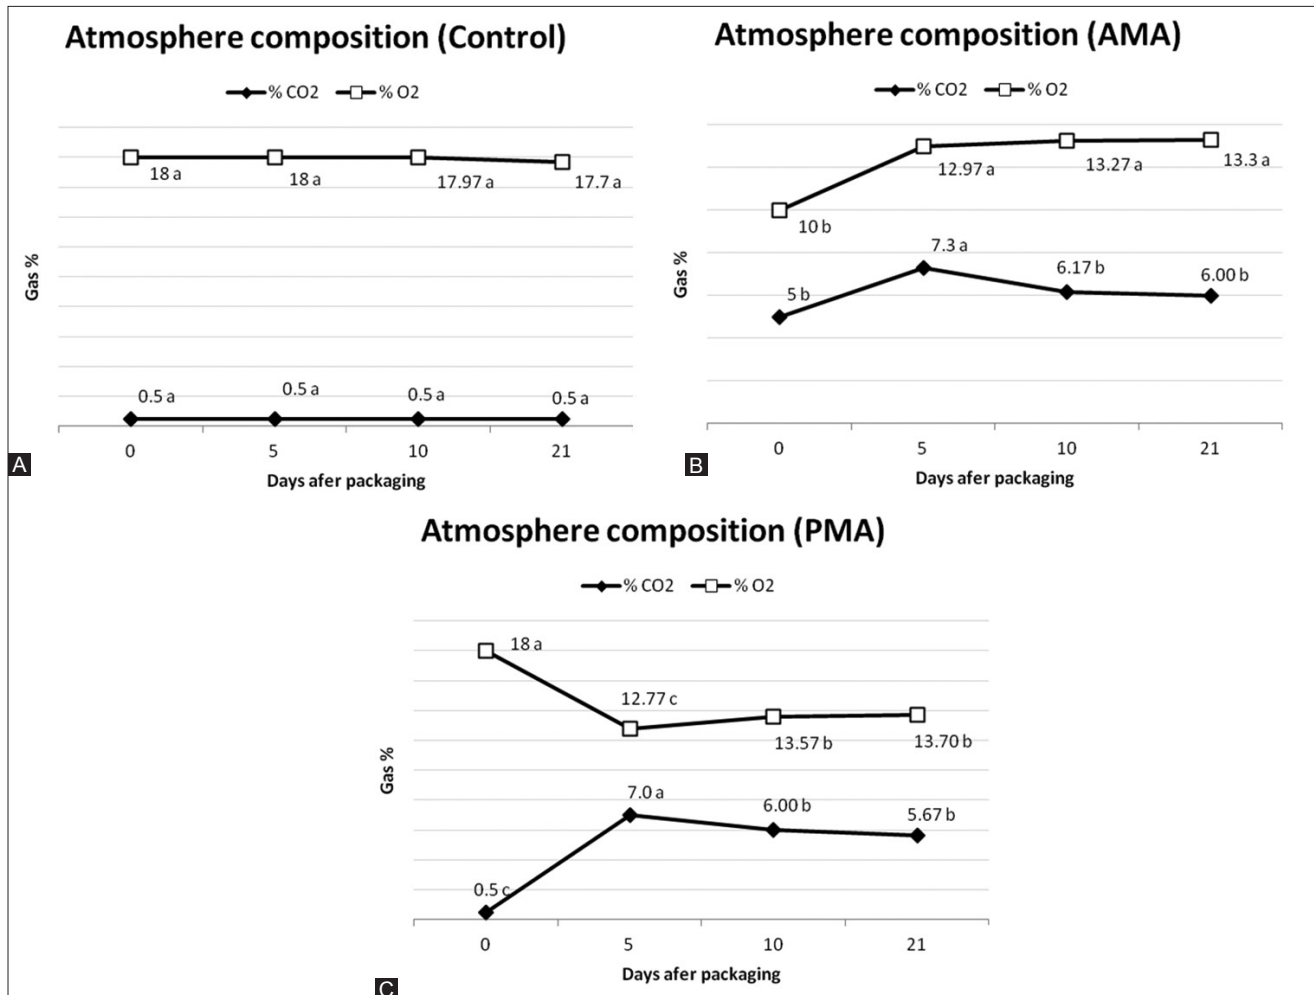 Atmosphere composition (Control)
% CO2 % O2
18 a 18 a 17.97 a 17.7 a
Gas %
0.5 a 0.5 a 0.5 a 0.5 a
0 5 10 21
Days afer packaging
A
Atmosphere composition (AMA)
% CO2 % O2
10 b 12.97 a 13.27 a 13.3 a
Gas %
5 b 7.3 a 6.17 b 6.00 b
0 5 10 21
Days afer packaging
B
Atmosphere composition (PMA)
% CO2 % O2
18 a 12.77 c 13.57 b 13.70 b
Gas %
0.5 c 7.0 a 6.00 b 5.67 b
0 5 10 21
Days afer packaging
C